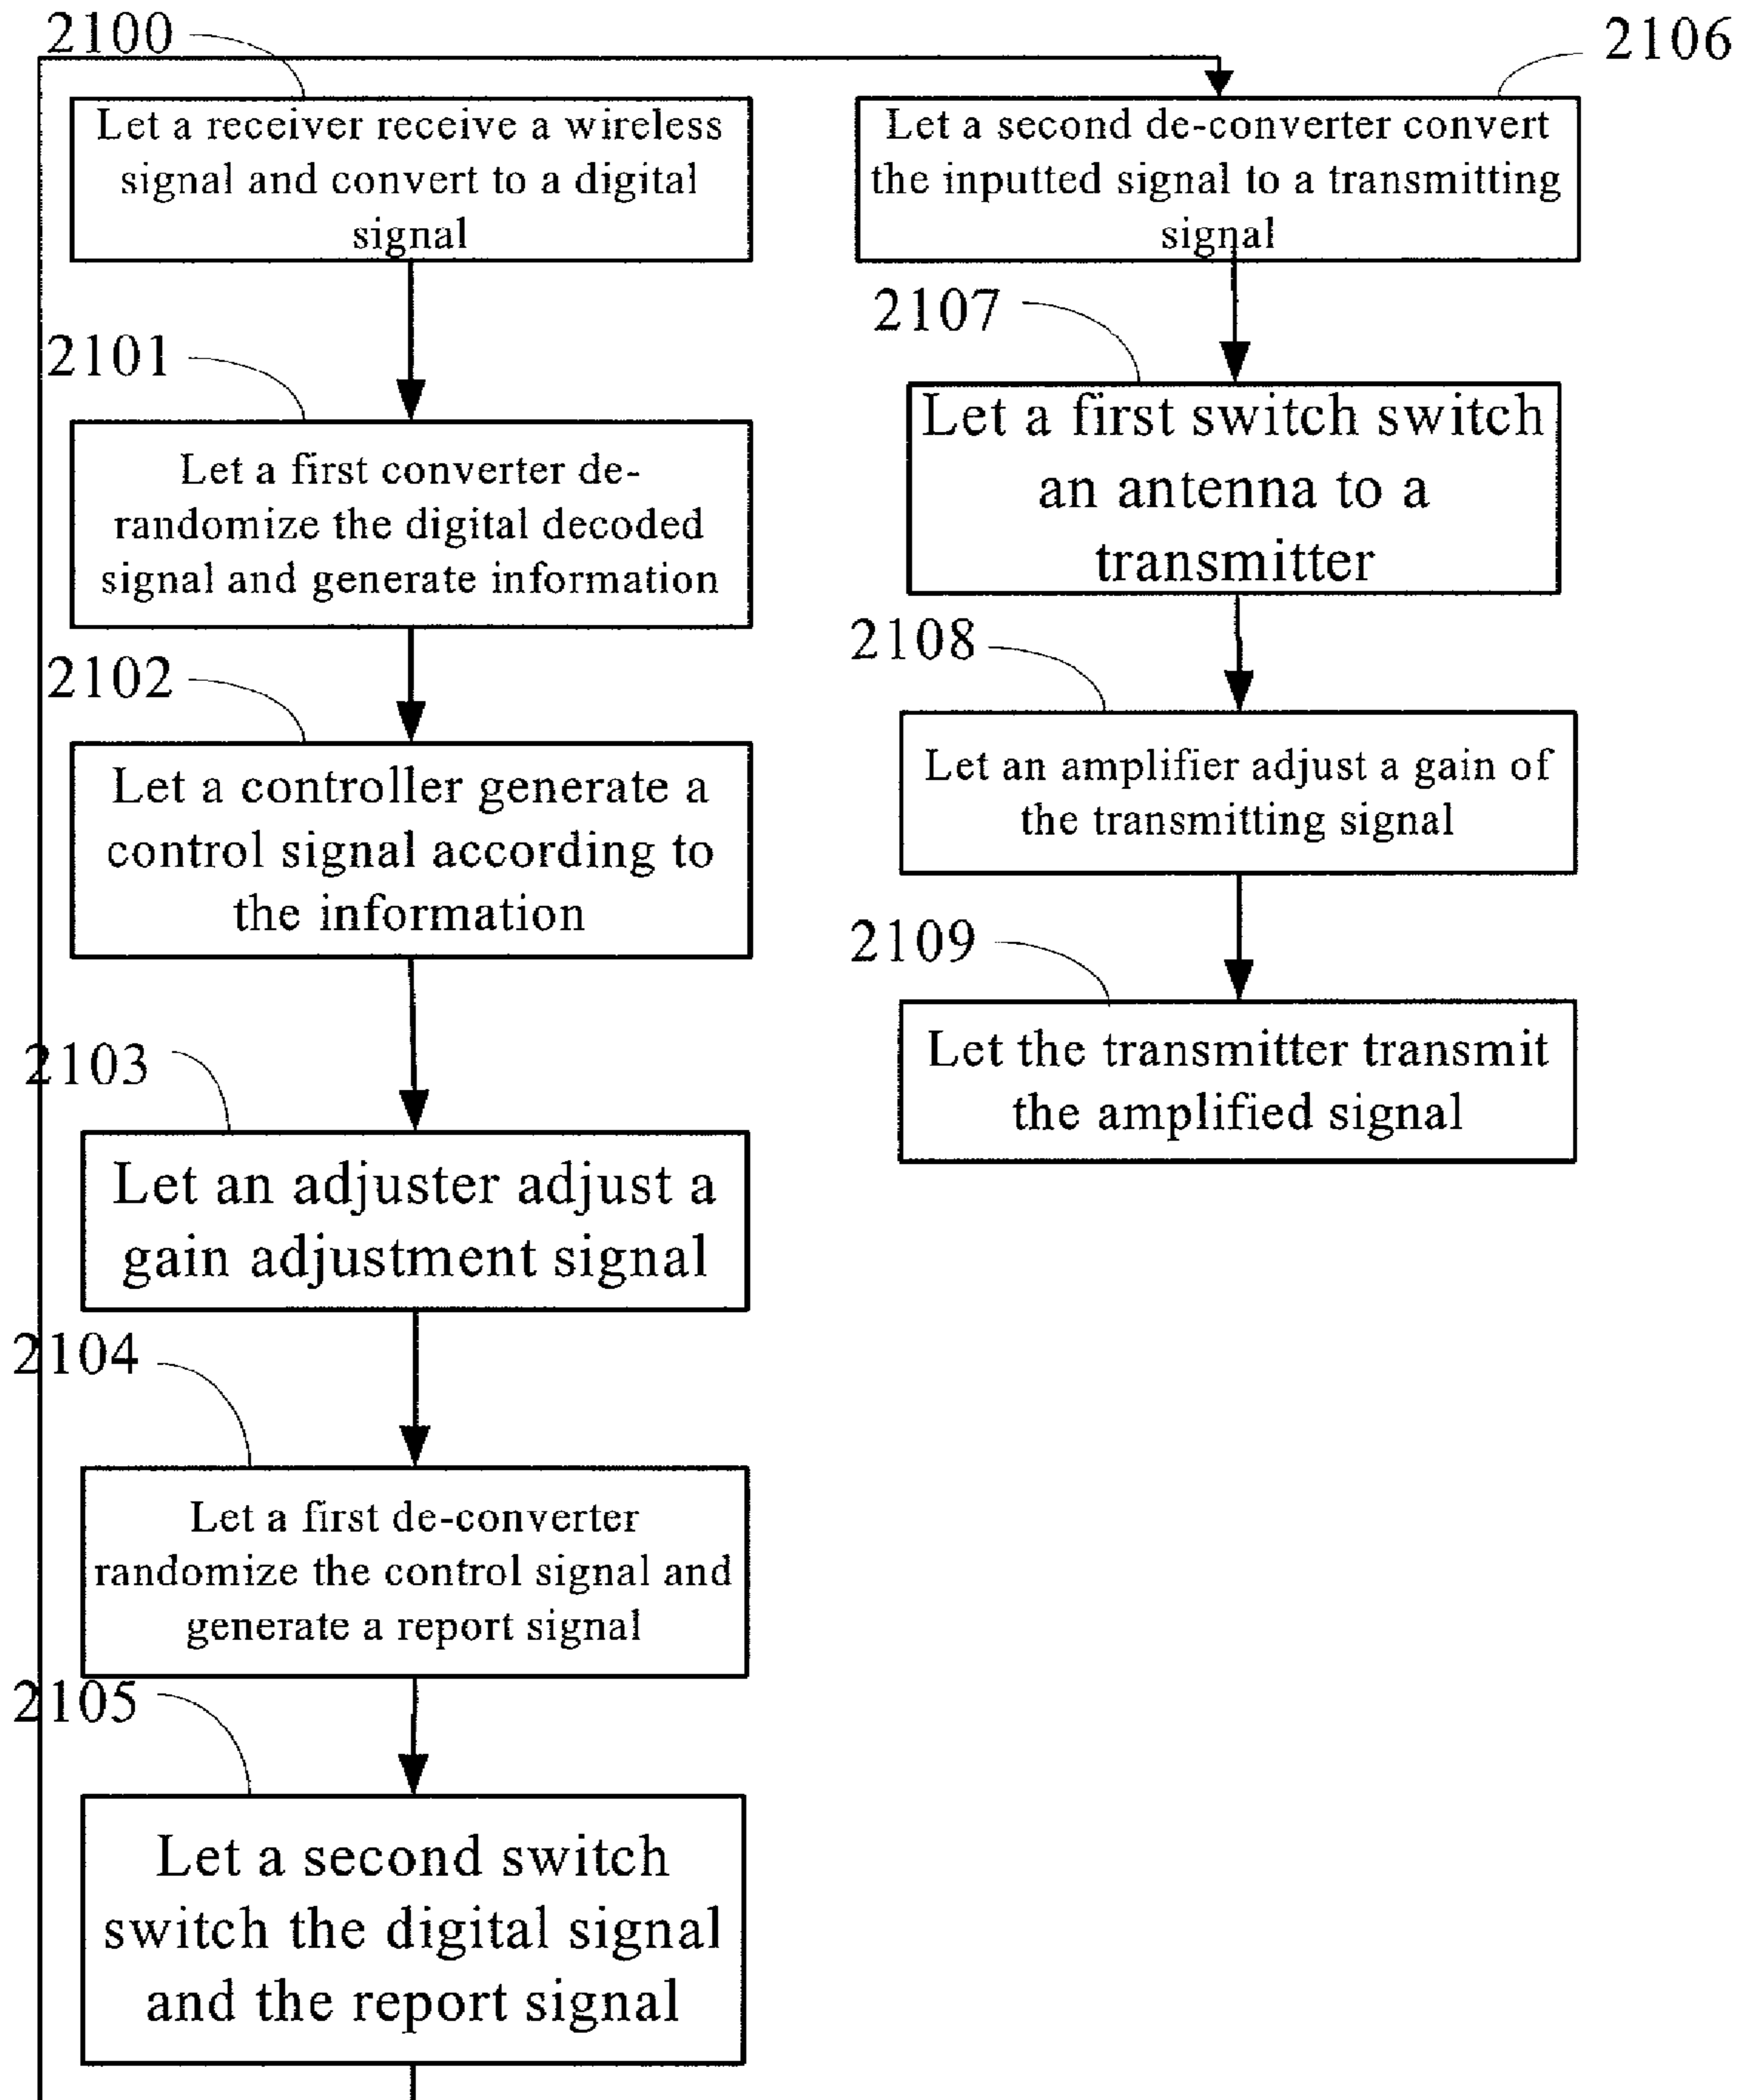 2100
Let a receiver receive a wireless
signal and convert to a digital
signal
2101
Let a first converter de-
randomize the digital decoded
signal and generate information
2102
Let a controller generate a
control signal according to
the information
2103
Let an adjuster adjust a
gain adjustment signal
2104
Let a first de-converter
randomize the control signal and
generate a report signal
2105
Let a second switch
switch the digital signal
and the report signal
2106
Let a second de-converter convert
the inputted signal to a transmitting
signal
2107
Let a first switch switch
an antenna to a
transmitter
2108
Let an amplifier adjust a gain of
the transmitting signal
2109
Let the transmitter transmit
the amplified signal